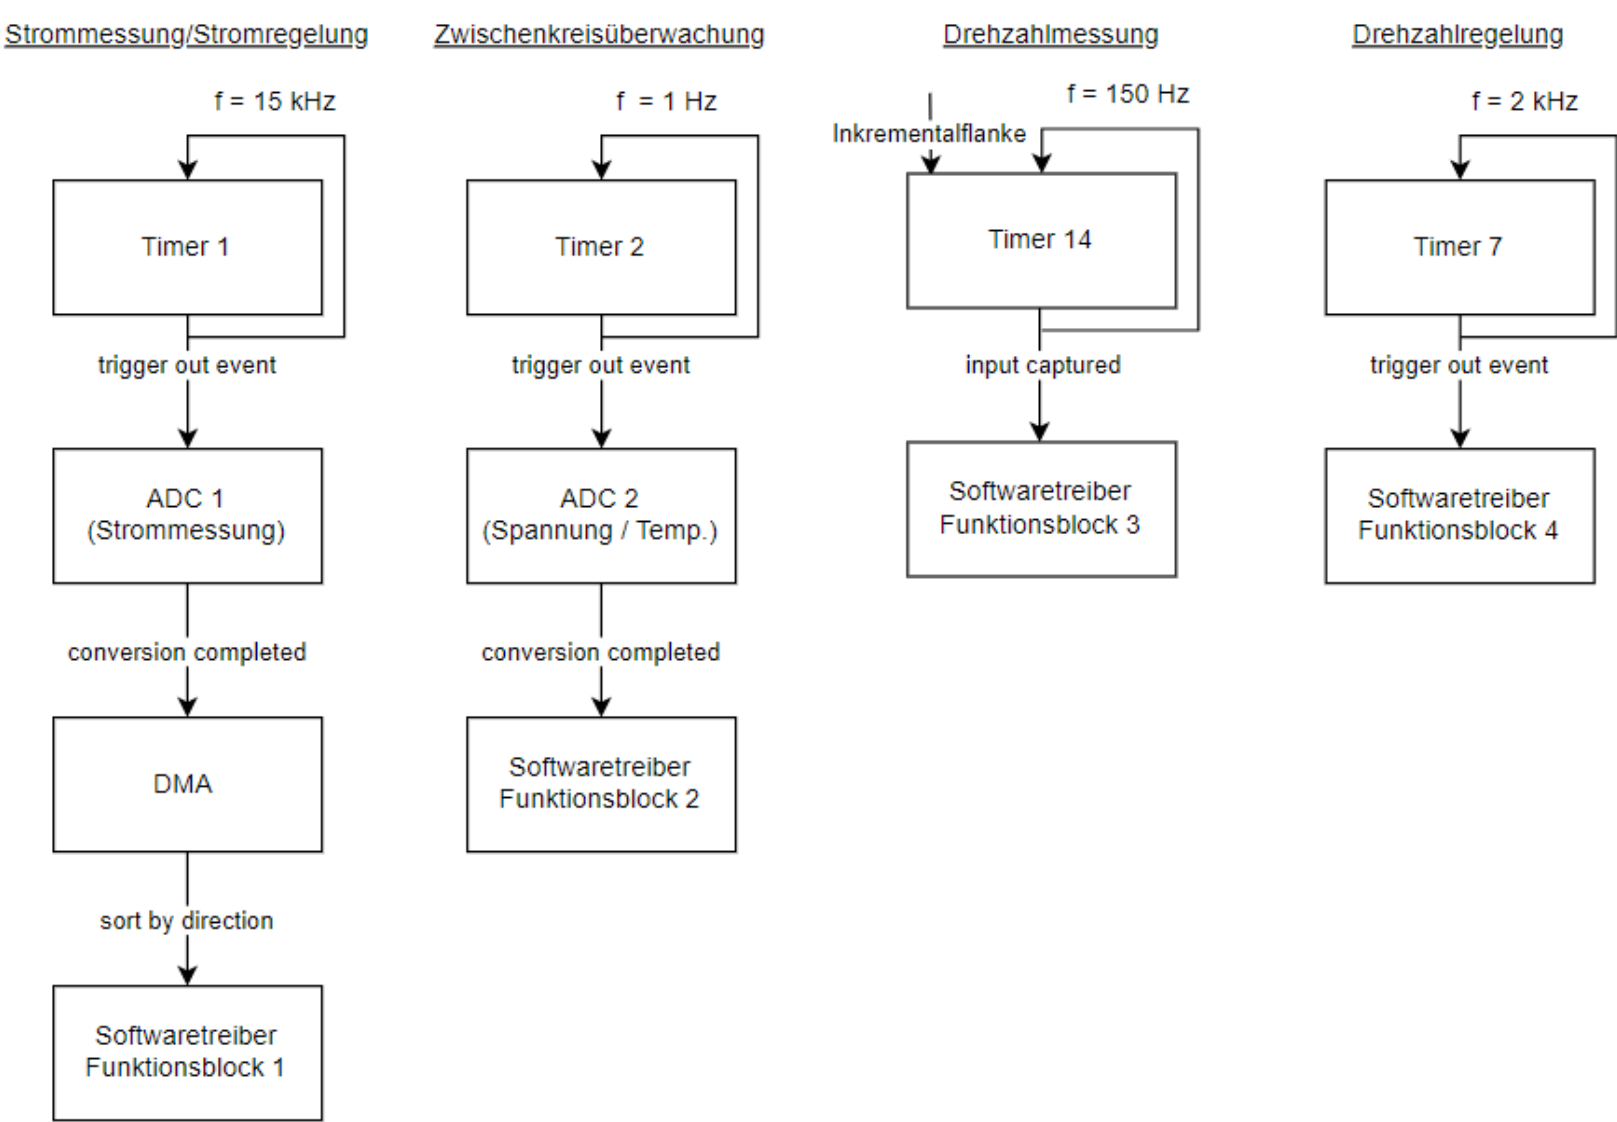 Strommessung/Stromregelung
f = 15 kHz
Timer 1
trigger out event
ADC 1
(Strommessung)
conversion completed
DMA
sort by direction
Softwaretreiber
Funktionsblock 1
Zwischenkreisüberwachung
f = 1 Hz
Timer 2
trigger out event
ADC 2
(Spannung / Temp.)
conversion completed
Softwaretreiber
Funktionsblock 2
Drehzahlmessung
f = 150 Hz
Inkrementalflanke
Timer 14
input captured
Softwaretreiber
Funktionsblock 3
Drehzahlregelung
f = 2 kHz
Timer 7
trigger out event
Softwaretreiber
Funktionsblock 4